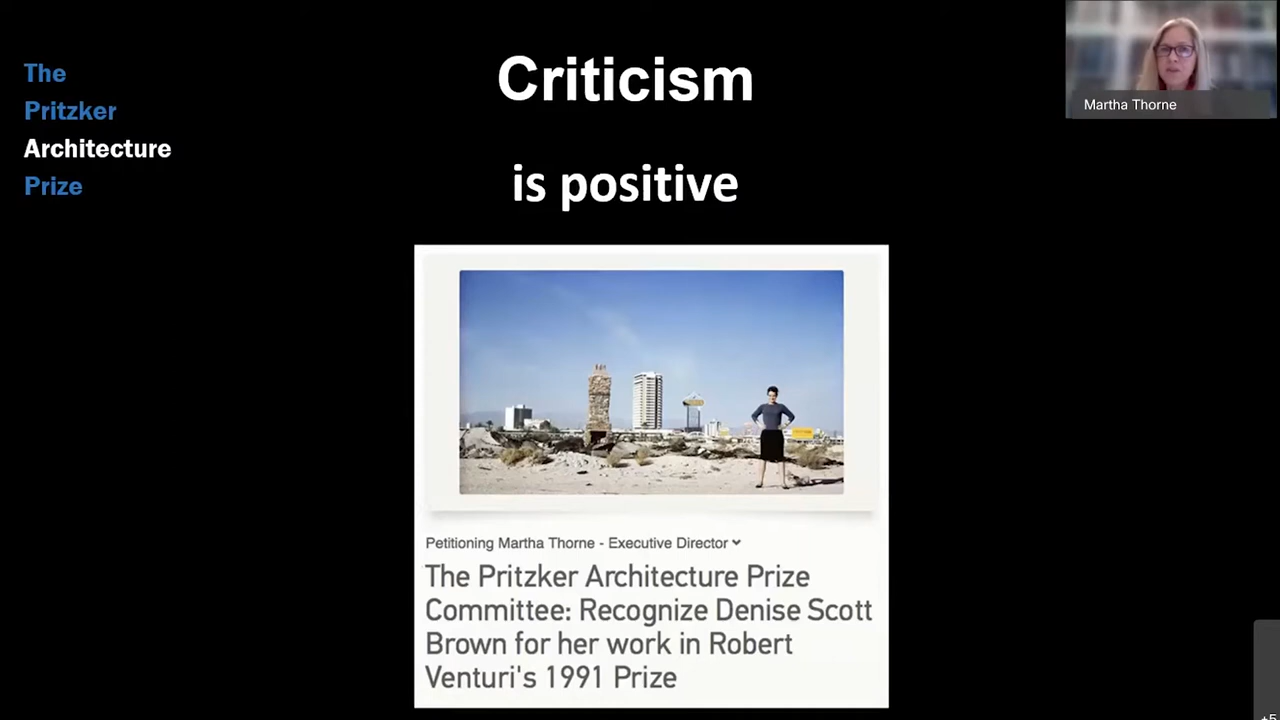 The
Pritzker
Architecture
Prize
Criticism
is positive
Martha Thorne
Petitioning Martha Thorne - Executive Director
The Pritzker Architecture Prize
Committee: Recognize Denise Scott
Brown for her work in Robert
Venturi's 1991 Prize